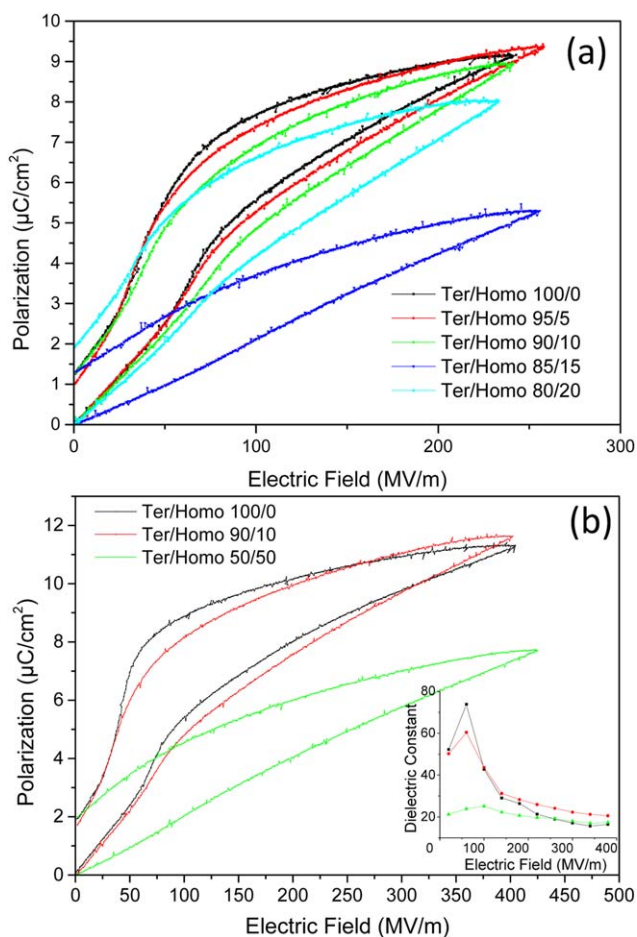 (a)
10
9
8
7
6
5
4
3
2
1
0
Polarization (µC/cm²)
Ter/Homo 100/0
Ter/Homo 95/5
Ter/Homo 90/10
Ter/Homo 85/15
Ter/Homo 80/20
0 100 200 300
Electric Field (MV/m)
(b)
Ter/Homo 100/0
Ter/Homo 90/10
Ter/Homo 50/50
12
10
8
6
4
2
0
Polarization (µC/cm²)
80
60
40
20
Dielectric Constant
0 100 200 300 400
Electric Field (MV/m)
0 50 100 150 200 250 300 350 400 450 500
Electric Field (MV/m)